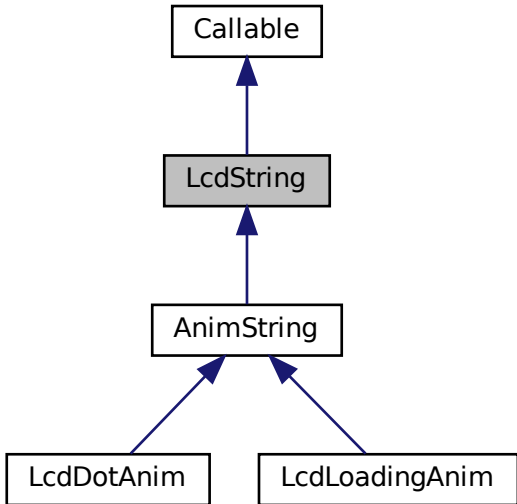 Callable
LcdString
AnimString
LcdDotAnim
LcdLoadingAnim